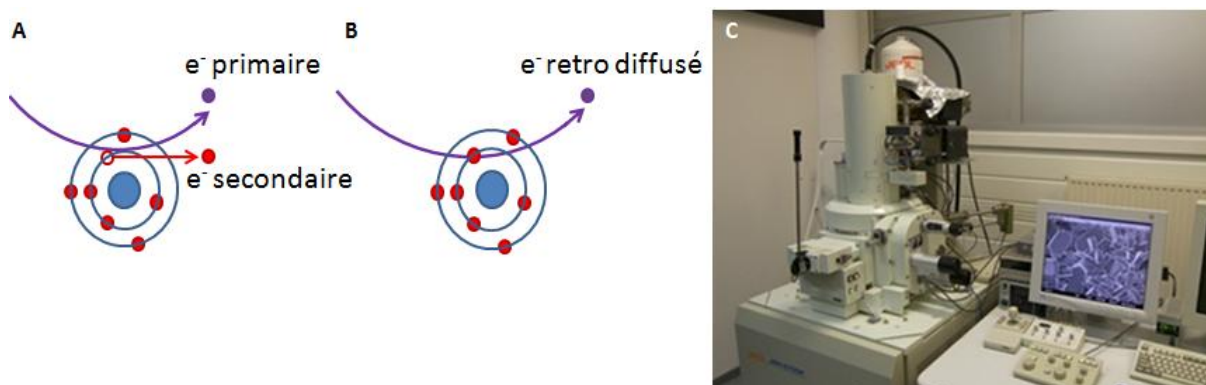 A
e⁻ primaire
e⁻ secondaire
B
e⁻ retro diffusé
C